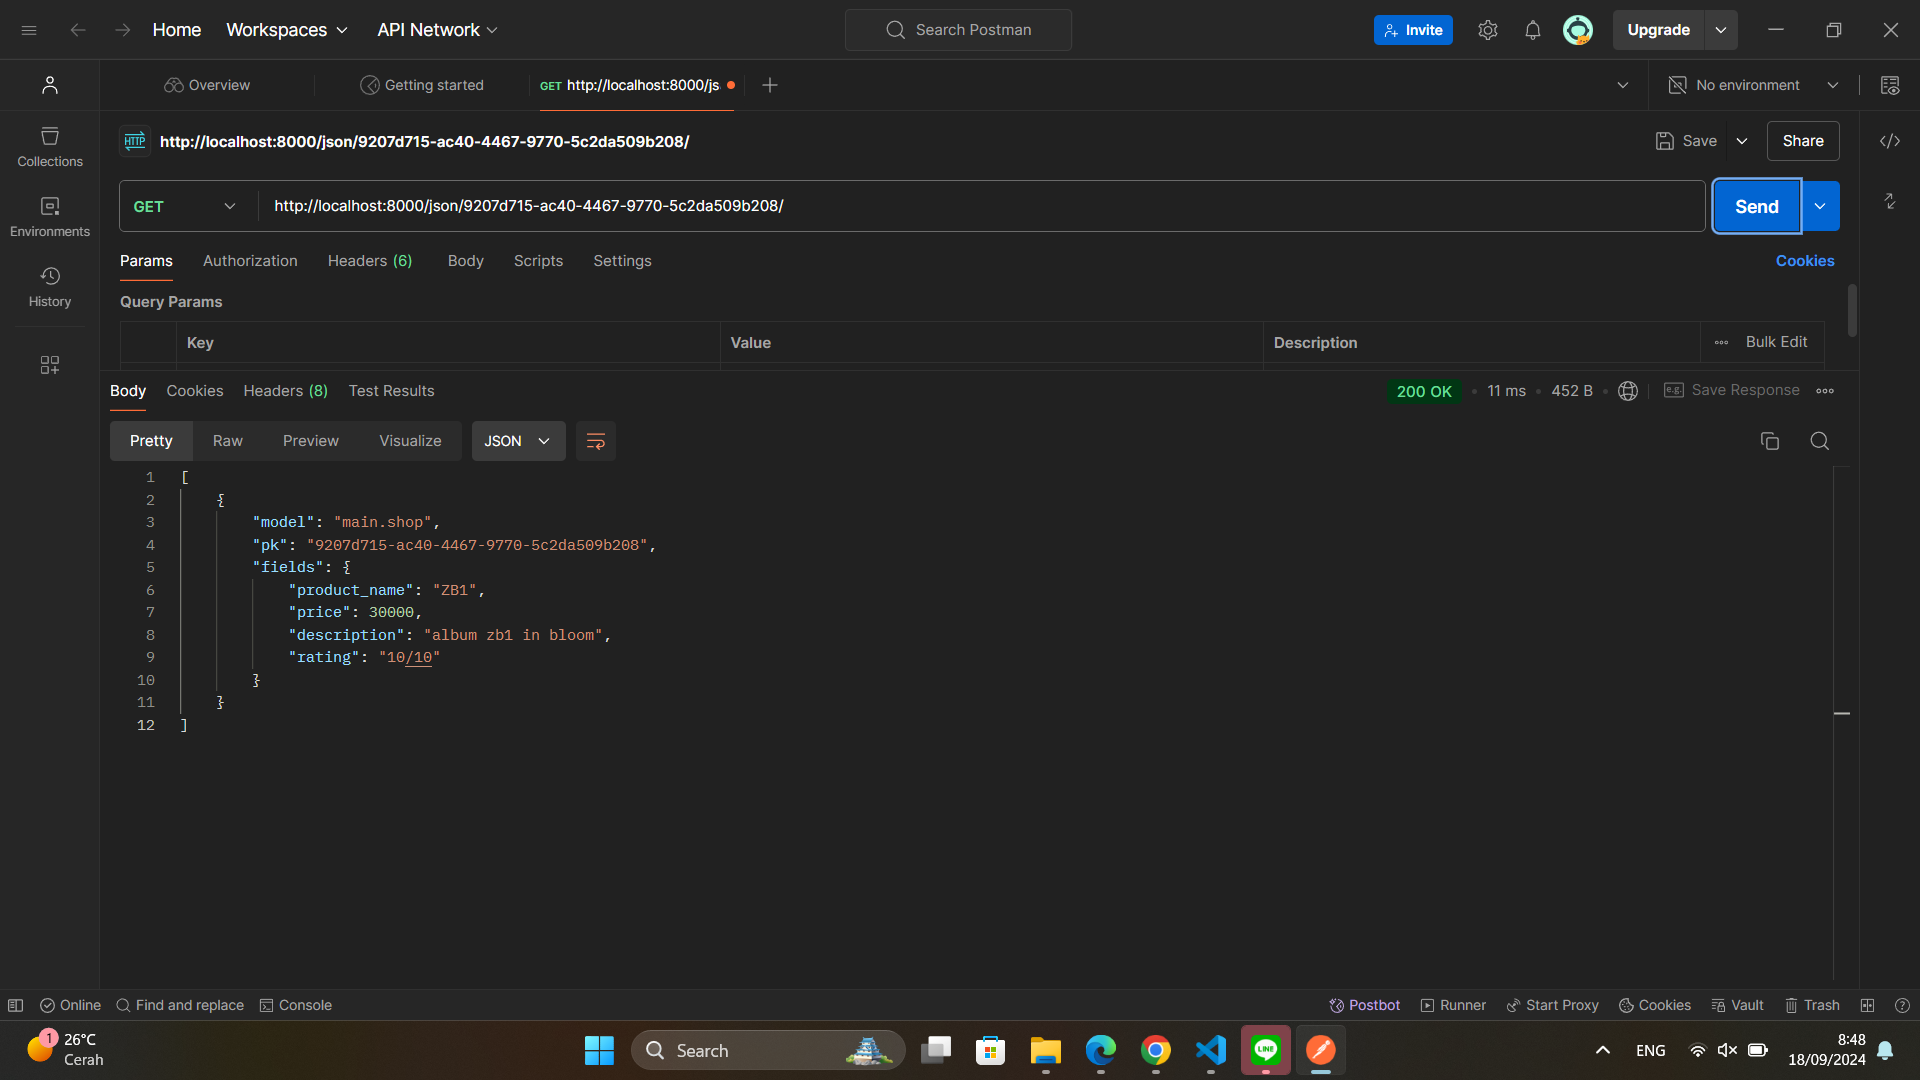 Home Workspaces API Network Search Postman Invite Upgrade
Overview Getting started GET http://localhost:8000/js No environment
HTTP http://localhost:8000/json/9207d715-ac40-4467-9770-5c2da509b208/ Save Share
Collections
Environments
History
GET http://localhost:8000/json/9207d715-ac40-4467-9770-5c2da509b208/ Send
Params Authorization Headers (6) Body Scripts Settings Cookies
Query Params
Key Value Description Bulk Edit
Body Cookies Headers (8) Test Results 200 OK 11 ms 452 B e.g. Save Response
Pretty Raw Preview Visualize JSON
1 [
2 {
3 "model": "main.shop",
4 "pk": "9207d715-ac40-4467-9770-5c2da509b208",
5 "fields": {
6 "product_name": "ZB1",
7 "price": 30000,
8 "description": "album zb1 in bloom",
9 "rating": "10/10"
10 }
11 }
12 ]
Online Find and replace Console Postbot Runner Start Proxy Cookies Vault Trash
1 26°C
Cerah
Search
LINE
ENG
8:48
18/09/2024